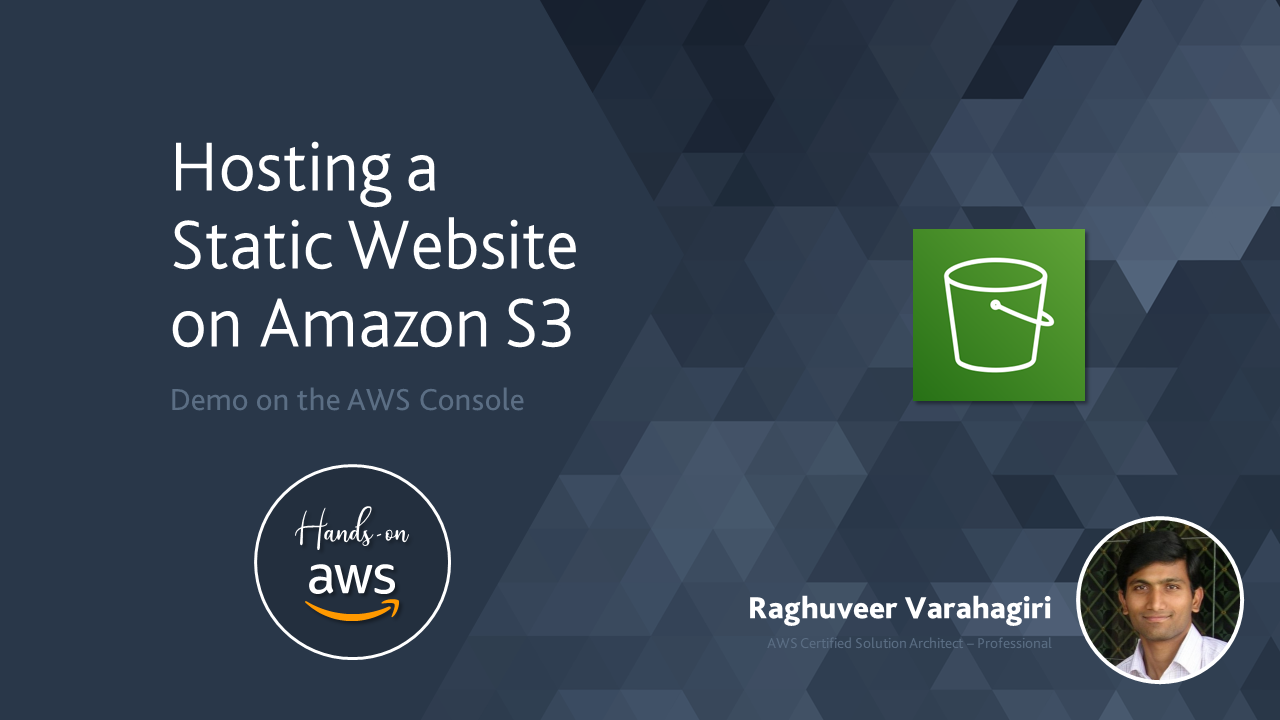 Hosting a
Static Website
on Amazon S3
Demo on the AWS Console
Hands-on
aws
Raghuveer Varahagiri
AWS Certified Solution Architect – Professional